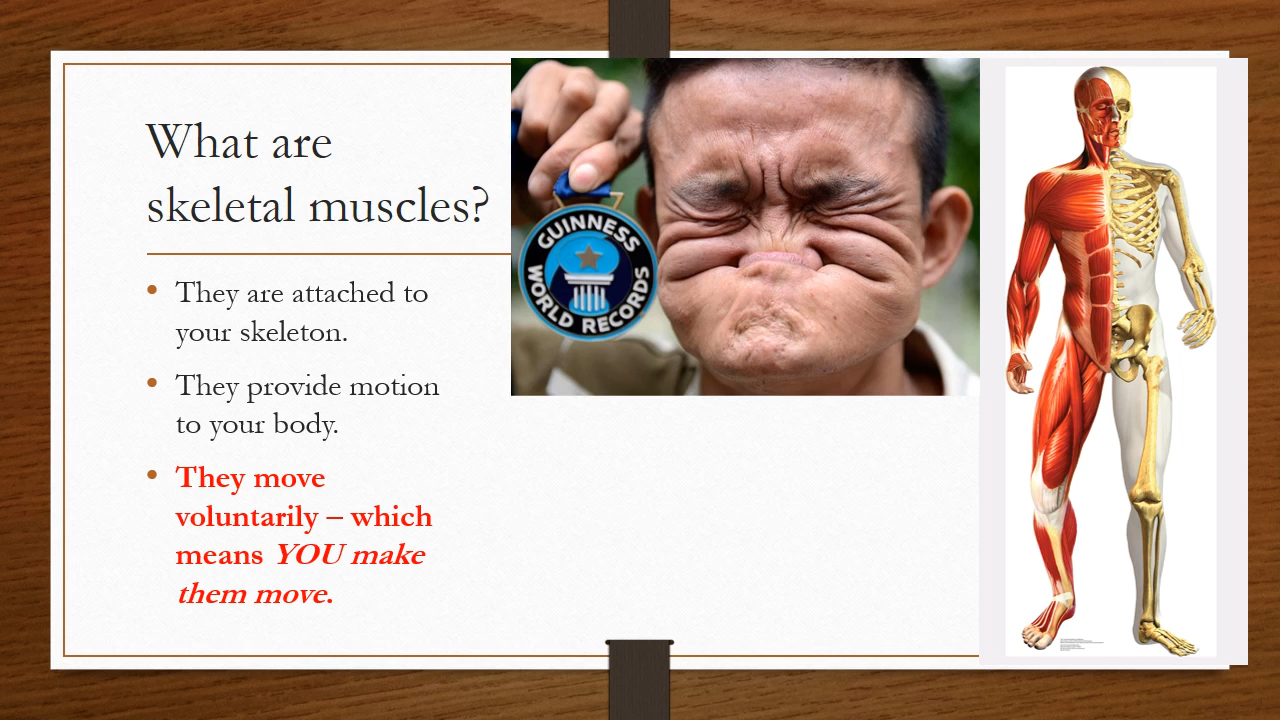 What are
skeletal muscles?
• They are attached to
your skeleton.
• They provide motion
to your body.
• They move
voluntarily – which
means YOU make
them move.
GUINNESS
WORLD RECORDS